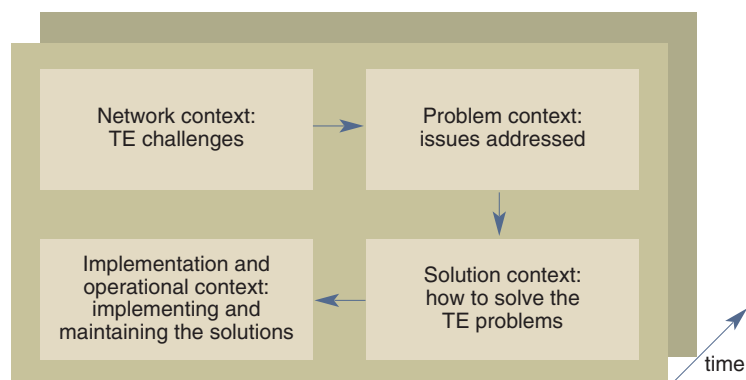 Network context:
TE challenges
Problem context:
issues addressed
Implementation and
operational context:
implementing and
maintaining the solutions
Solution context:
how to solve the
TE problems
time